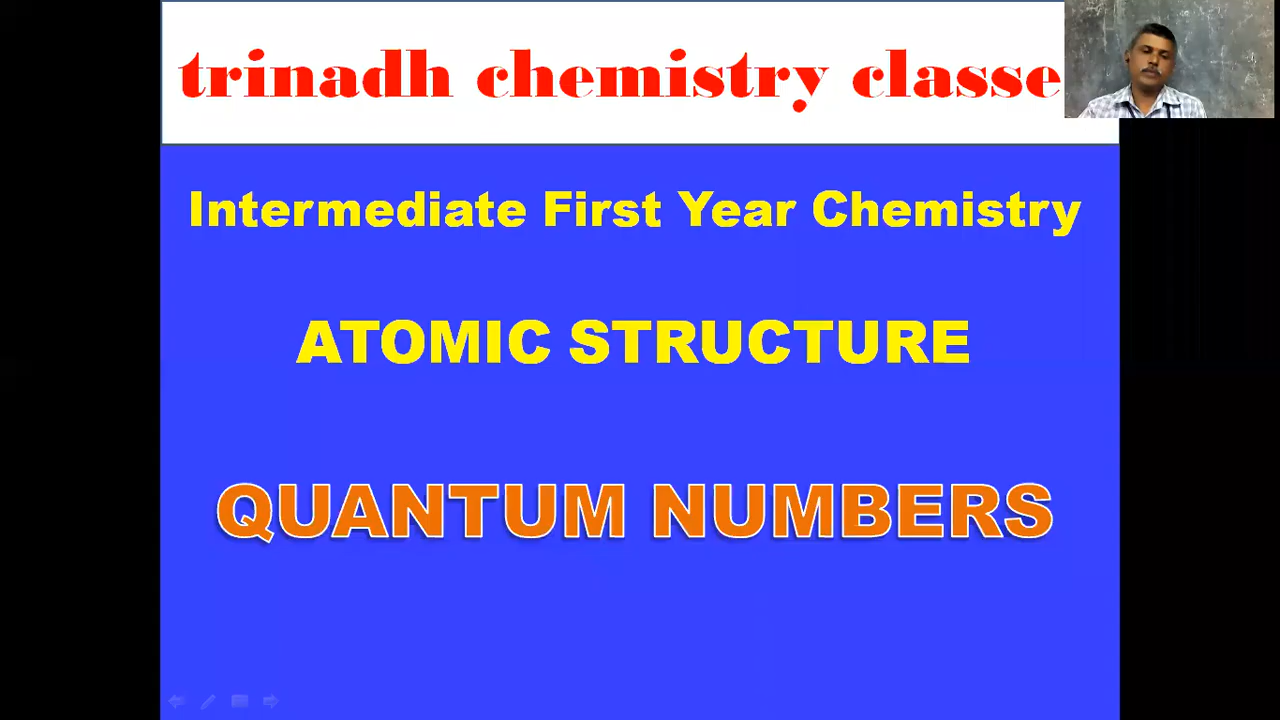 trinadh chemistry classe
Intermediate First Year Chemistry
ATOMIC STRUCTURE
QUANTUM NUMBERS